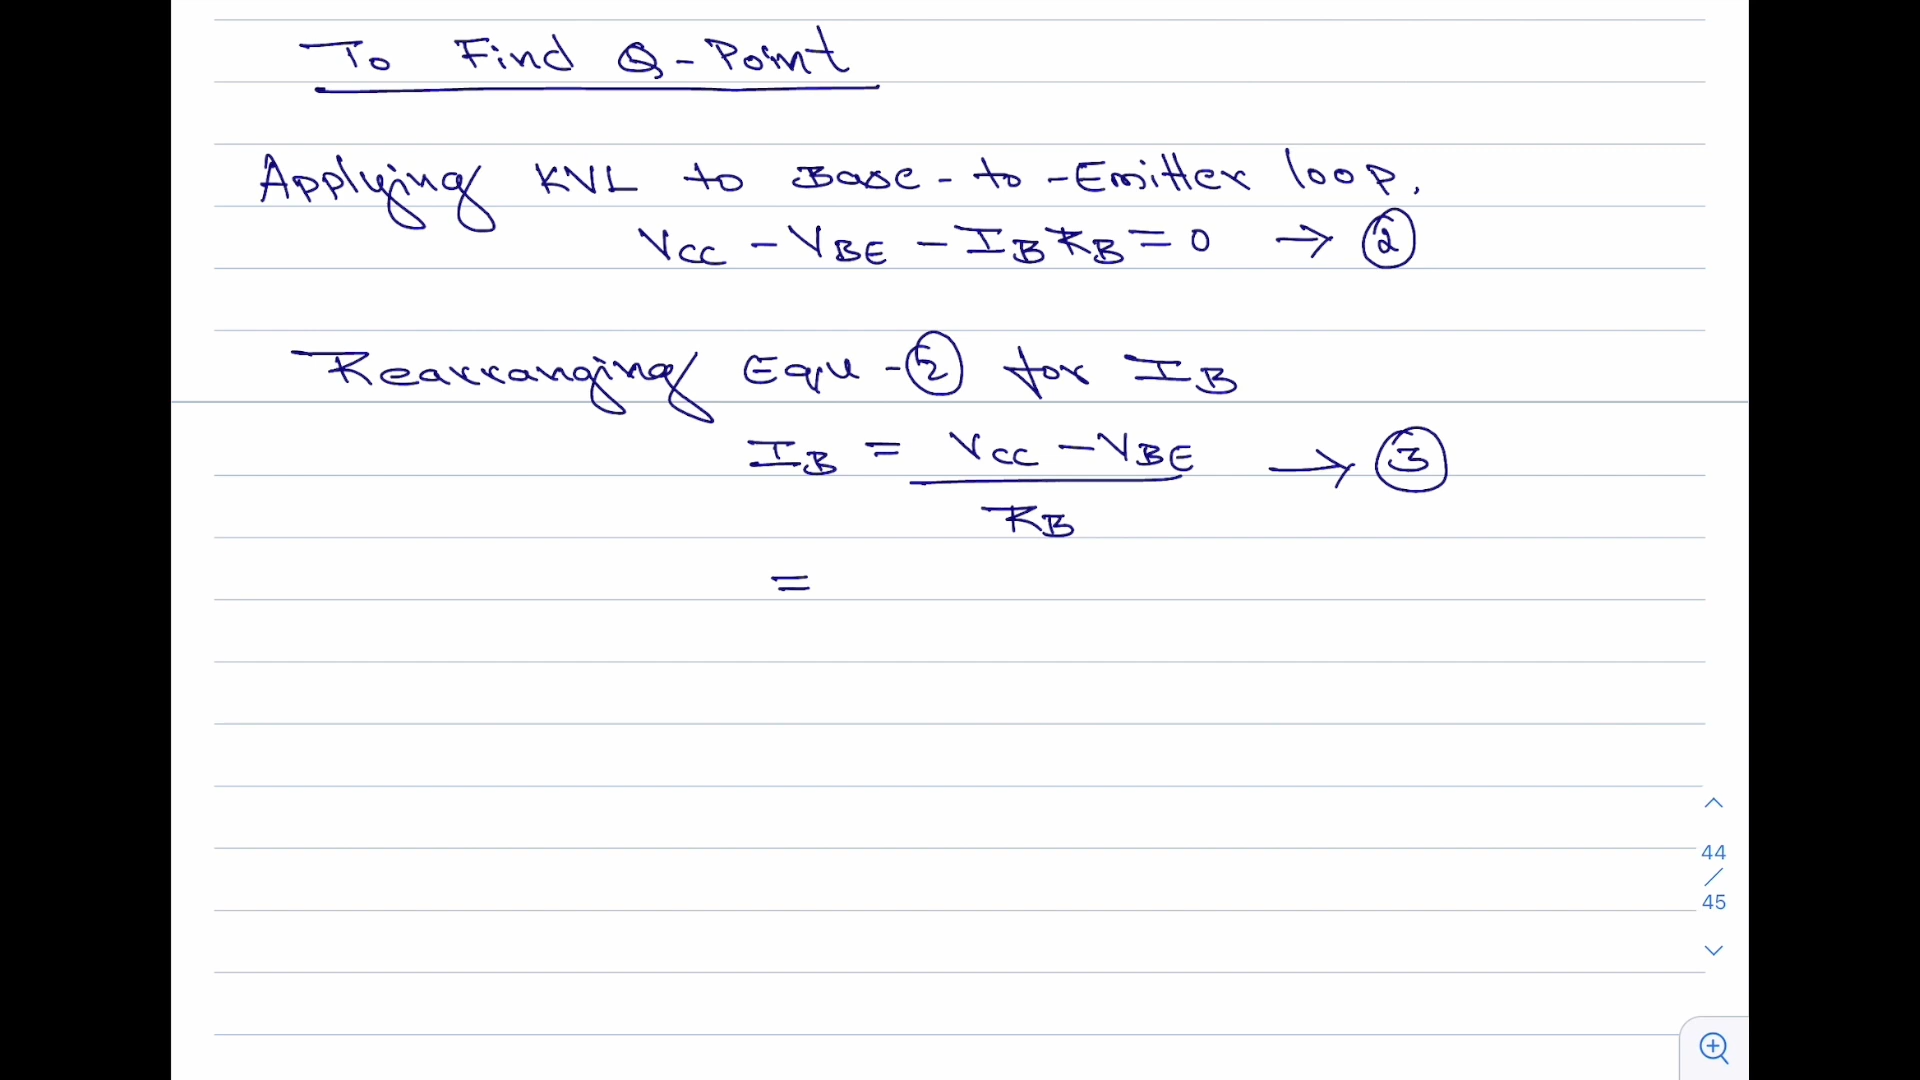 To Find Q-Point
Applying KVL to Base-to-Emitter loop.
VCC - VBE - IBRB = 0 → ②
Rearranging Equ-② for IB
IB = VCC - VBE → ③
RB
=
44
/
45